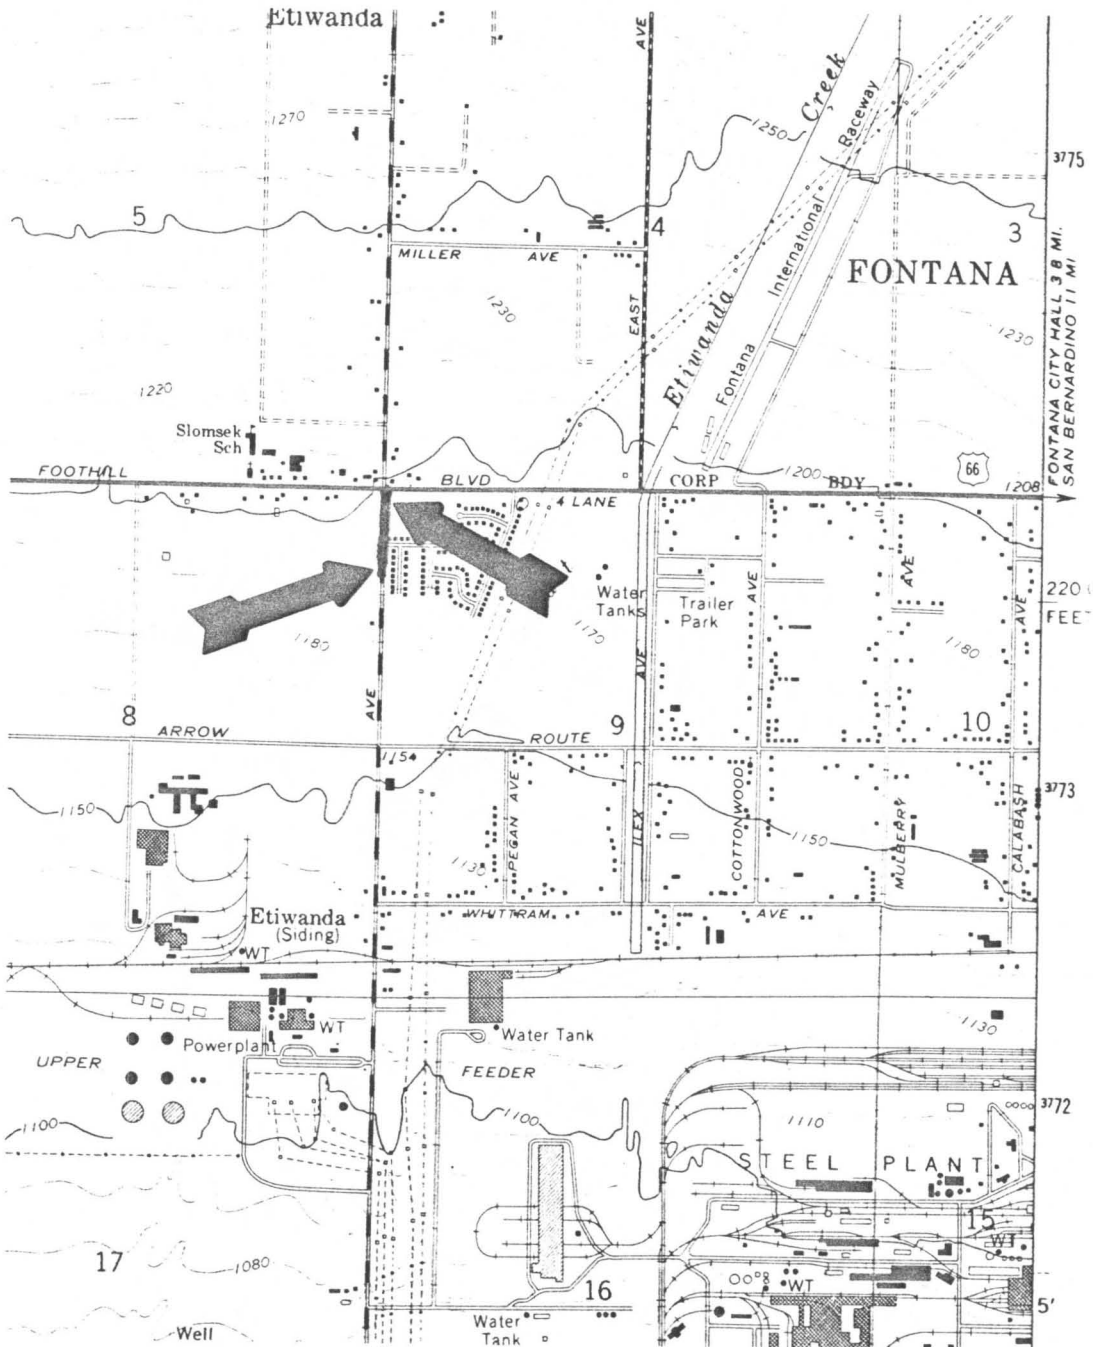 Etiwanda
AVE
Creek
Raceway
1270
1250
3775
5
4
3
MILLER AVE
International
FONTANA
FONTANA CITY HALL 3.8 MI.
SAN BERNARDINO 11 MI
1230
EAST
Etiwanda
1230
1220
Fontana
Slomsek
Sch
FOOTHILL
BLVD
CORP
1200
BDY
66
1208
4 LANE
Water
Tanks
Trailer
Park
AVE
AVE
AVE
220
FEET
1180
1170
AVE
1180
AVE
8
9
10
ARROW
ROUTE
1154
3773
1150
PEGAN AVE
1130
ILEX
COTTONWOOD
1150
MULBERRY
CALABASH
Etiwanda
(Siding)
WHITTRAM
AVE
WT
WT
Powerplant
Water Tank
1130
UPPER
FEEDER
1100
1100
1110
3772
STEEL PLANT
15
WT
17
1080
16
WT
5'
Well
Water
Tank